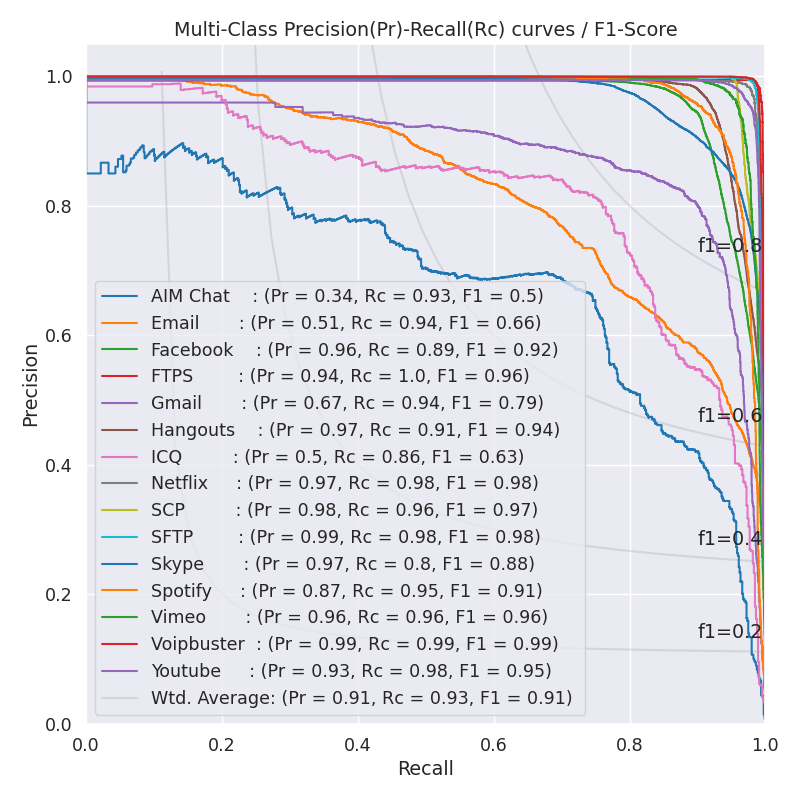 Multi-Class Precision(Pr)-Recall(Rc) curves / F1-Score
1.0
0.8
0.6
0.4
0.2
0.0
Precision
f1=0.8
f1=0.6
f1=0.4
f1=0.2
AIM Chat : (Pr = 0.34, Rc = 0.93, F1 = 0.5)
Email : (Pr = 0.51, Rc = 0.94, F1 = 0.66)
Facebook : (Pr = 0.96, Rc = 0.89, F1 = 0.92)
FTPS : (Pr = 0.94, Rc = 1.0, F1 = 0.96)
Gmail : (Pr = 0.67, Rc = 0.94, F1 = 0.79)
Hangouts : (Pr = 0.97, Rc = 0.91, F1 = 0.94)
ICQ : (Pr = 0.5, Rc = 0.86, F1 = 0.63)
Netflix : (Pr = 0.97, Rc = 0.98, F1 = 0.98)
SCP : (Pr = 0.98, Rc = 0.96, F1 = 0.97)
SFTP : (Pr = 0.99, Rc = 0.98, F1 = 0.98)
Skype : (Pr = 0.97, Rc = 0.8, F1 = 0.88)
Spotify : (Pr = 0.87, Rc = 0.95, F1 = 0.91)
Vimeo : (Pr = 0.96, Rc = 0.96, F1 = 0.96)
Voipbuster : (Pr = 0.99, Rc = 0.99, F1 = 0.99)
Youtube : (Pr = 0.93, Rc = 0.98, F1 = 0.95)
Wtd. Average: (Pr = 0.91, Rc = 0.93, F1 = 0.91)
0.0 0.2 0.4 0.6 0.8 1.0
Recall